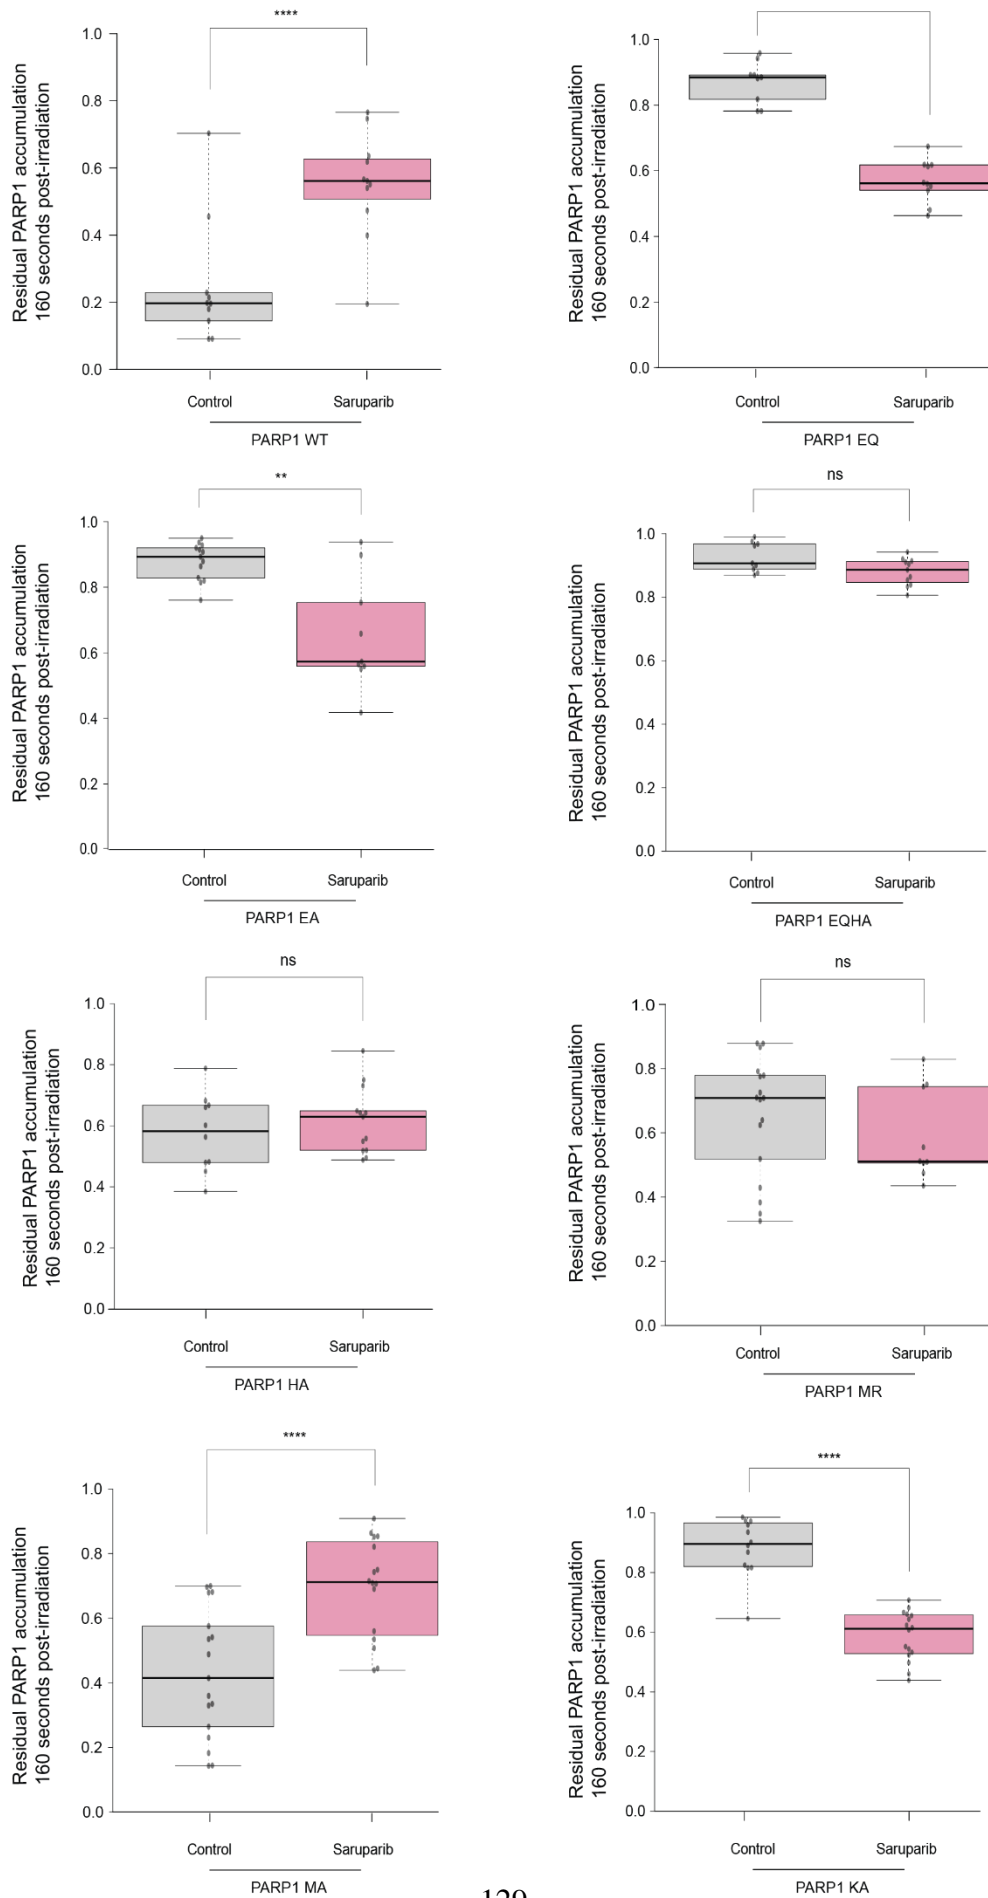 ****
Residual PARP1 accumulation
160 seconds post-irradiation
1.0
0.8
0.6
0.4
0.2
0.0
Control
Saruparib
PARP1 WT
Residual PARP1 accumulation
160 seconds post-irradiation
1.0
0.8
0.6
0.4
0.2
0.0
Control
Saruparib
PARP1 EQ
**
Residual PARP1 accumulation
160 seconds post-irradiation
1.0
0.8
0.6
0.4
0.2
0.0
Control
Saruparib
PARP1 EA
ns
Residual PARP1 accumulation
160 seconds post-irradiation
1.0
0.8
0.6
0.4
0.2
0.0
Control
Saruparib
PARP1 EQHA
ns
Residual PARP1 accumulation
160 seconds post-irradiation
1.0
0.8
0.6
0.4
0.2
0.0
Control
Saruparib
PARP1 HA
ns
Residual PARP1 accumulation
160 seconds post-irradiation
1.0
0.8
0.6
0.4
0.2
0.0
Control
Saruparib
PARP1 MR
****
Residual PARP1 accumulation
160 seconds post-irradiation
1.0
0.8
0.6
0.4
0.2
0.0
Control
Saruparib
PARP1 MA
****
Residual PARP1 accumulation
160 seconds post-irradiation
1.0
0.8
0.6
0.4
0.2
0.0
Control
Saruparib
PARP1 KA
129